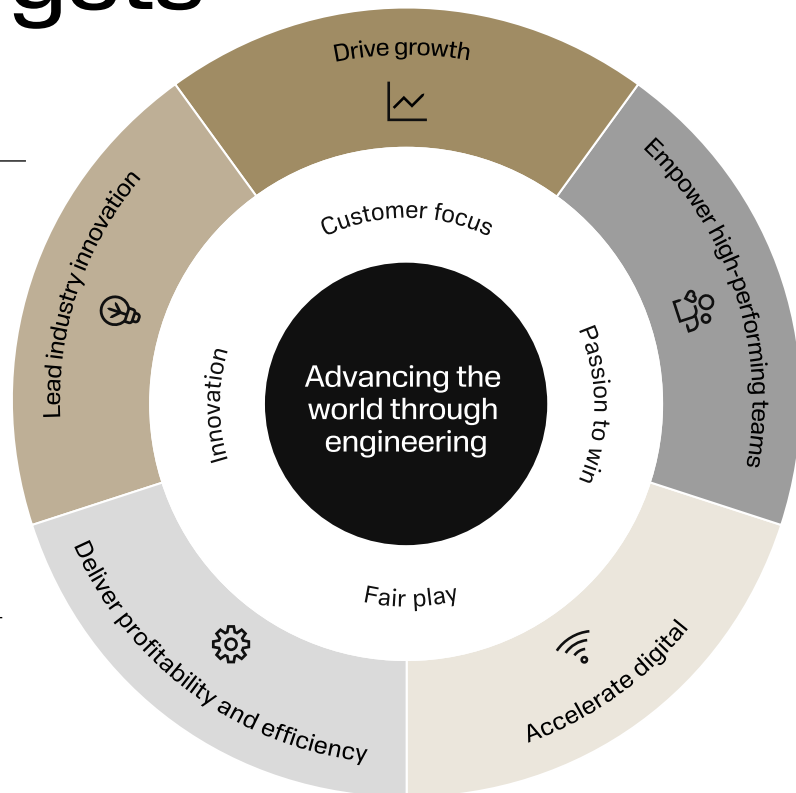 gets
Drive growth
Empower high-performing teams
Accelerate digital
Deliver profitability and efficiency
Lead industry innovation
Customer focus
Passion to win
Fair play
Innovation
Advancing the
world through
engineering